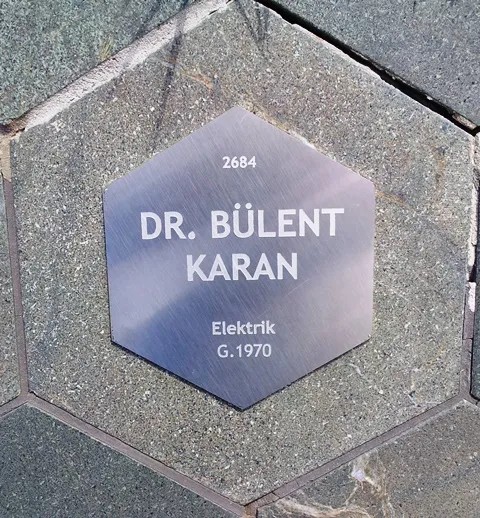 2684
DR. BÜLENT
KARAN
Elektrik
G.1970